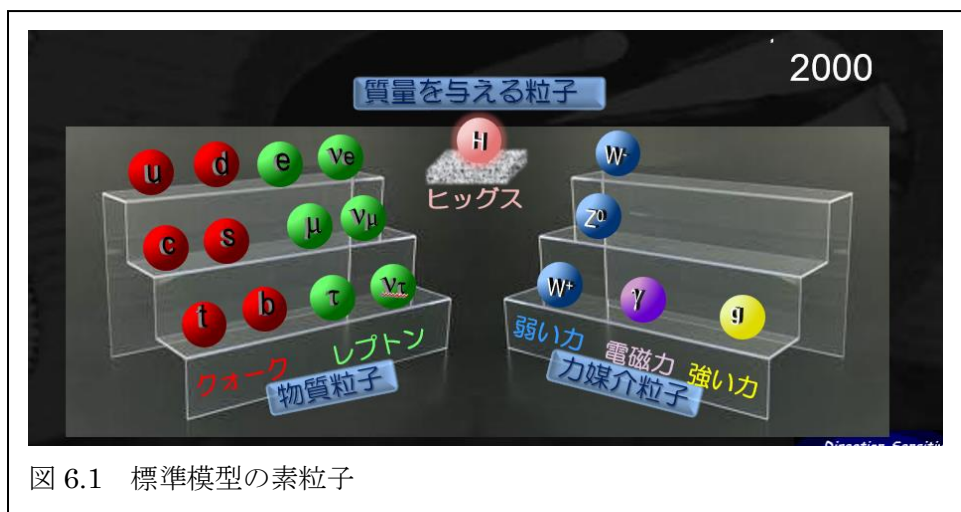 2000
質量を与える粒子
H
ヒッグス
u d e νe
c s μ νμ
t b τ ντ
クォーク
レプトン
物質粒子
W-
Z0
W+ γ g
弱い力
電磁力
強い力
力媒介粒子
図 6.1 標準模型の素粒子